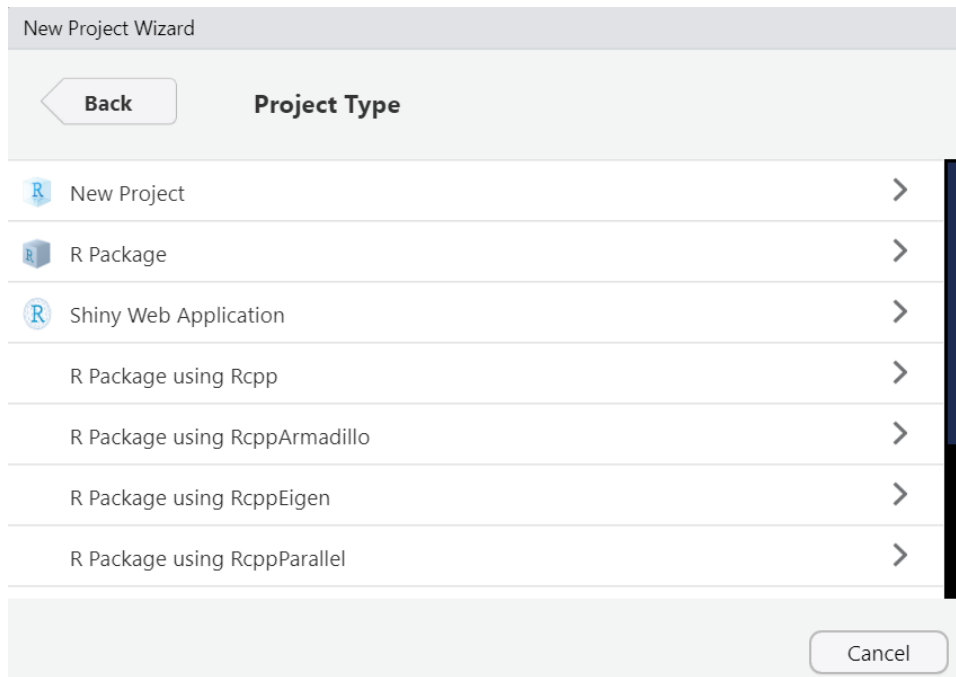 New Project Wizard
Back
Project Type
R New Project
R R Package
R Shiny Web Application
R Package using Rcpp
R Package using RcppArmadillo
R Package using RcppEigen
R Package using RcppParallel
Cancel